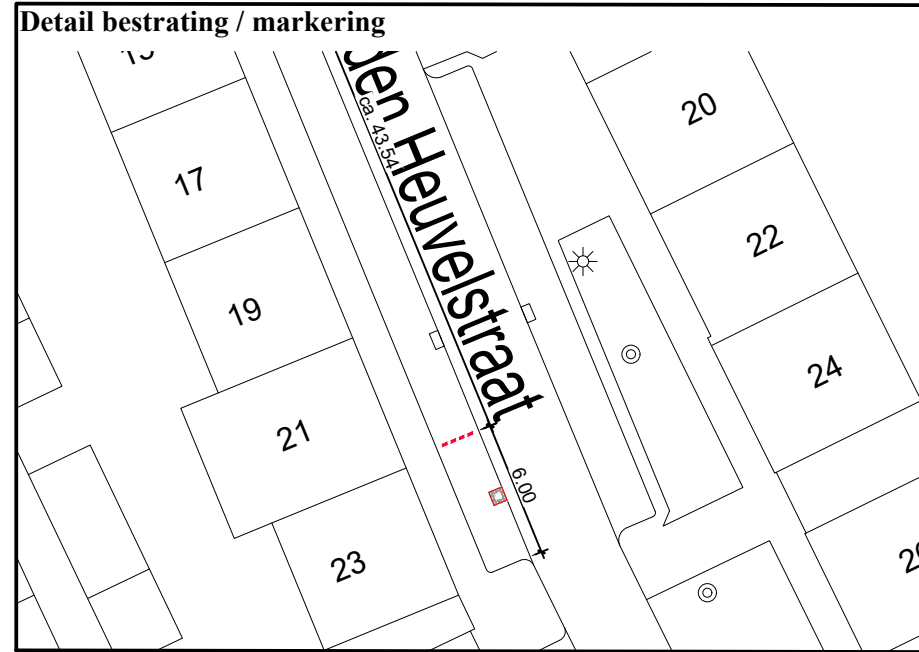 Detail bestrating / markering
20
den Heuvelstraat
ca. 43.54
17
22
19
24
21
6.00
23